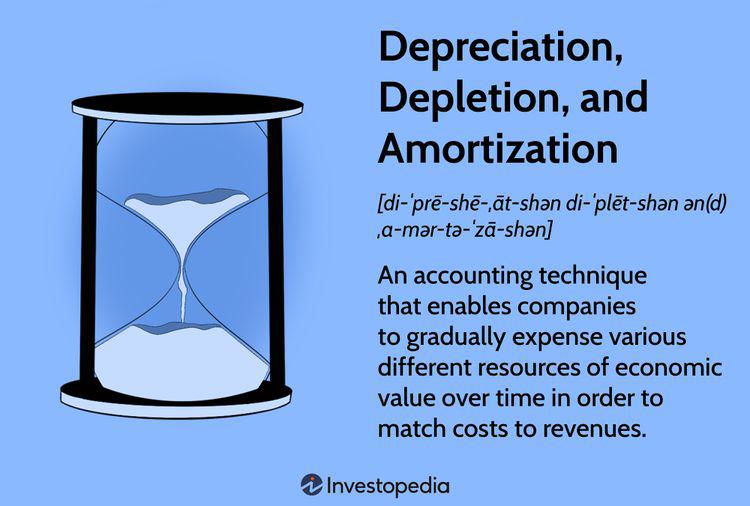 Depreciation,
Depletion, and
Amortization
[di-ˈprē-shē-ˌāt-shən di-ˈplēt-shən ən(d)
ˌa-mər-tə-ˈzā-shən]
An accounting technique
that enables companies
to gradually expense various
different resources of economic
value over time in order to
match costs to revenues.
Investopedia